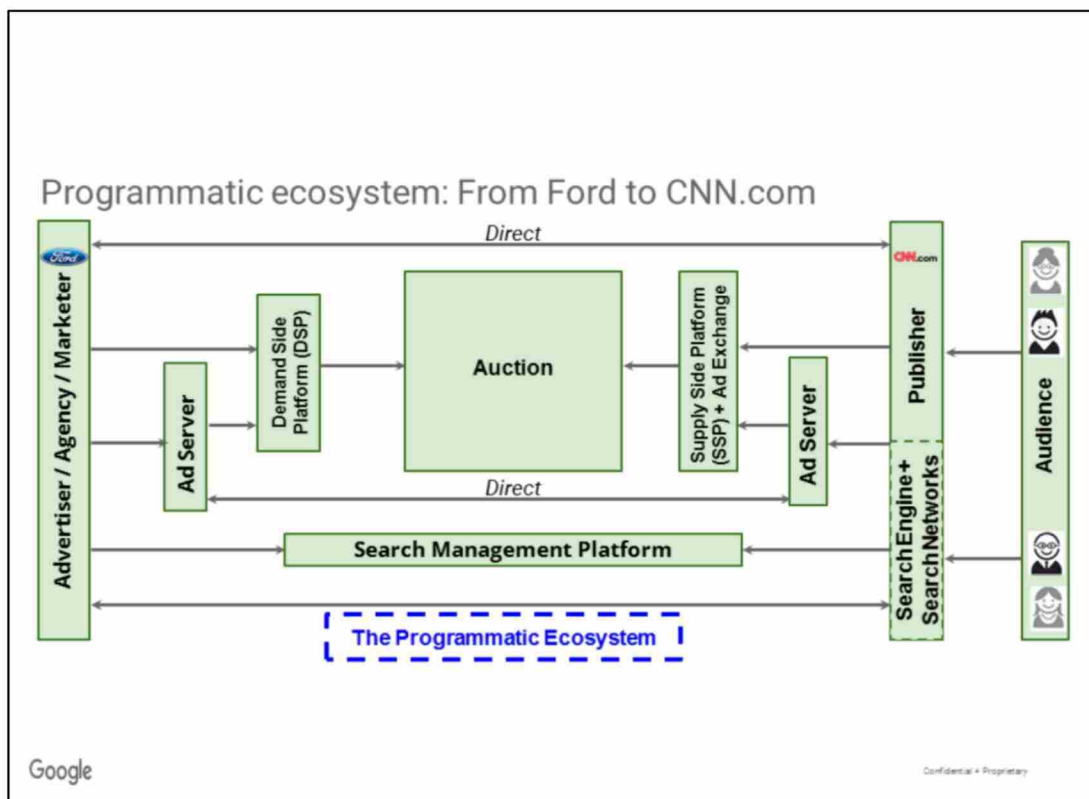 Programmatic ecosystem: From Ford to CNN.com
Direct
Ford
Advertiser / Agency / Marketer
Ad Server
Demand Side
Platform (DSP)
Auction
Supply Side Platform
(SSP) + Ad Exchange
Ad Server
CNN.com
Publisher
Search Engine +
Search Networks
Audience
Direct
Search Management Platform
The Programmatic Ecosystem
Google
Confidential + Proprietary